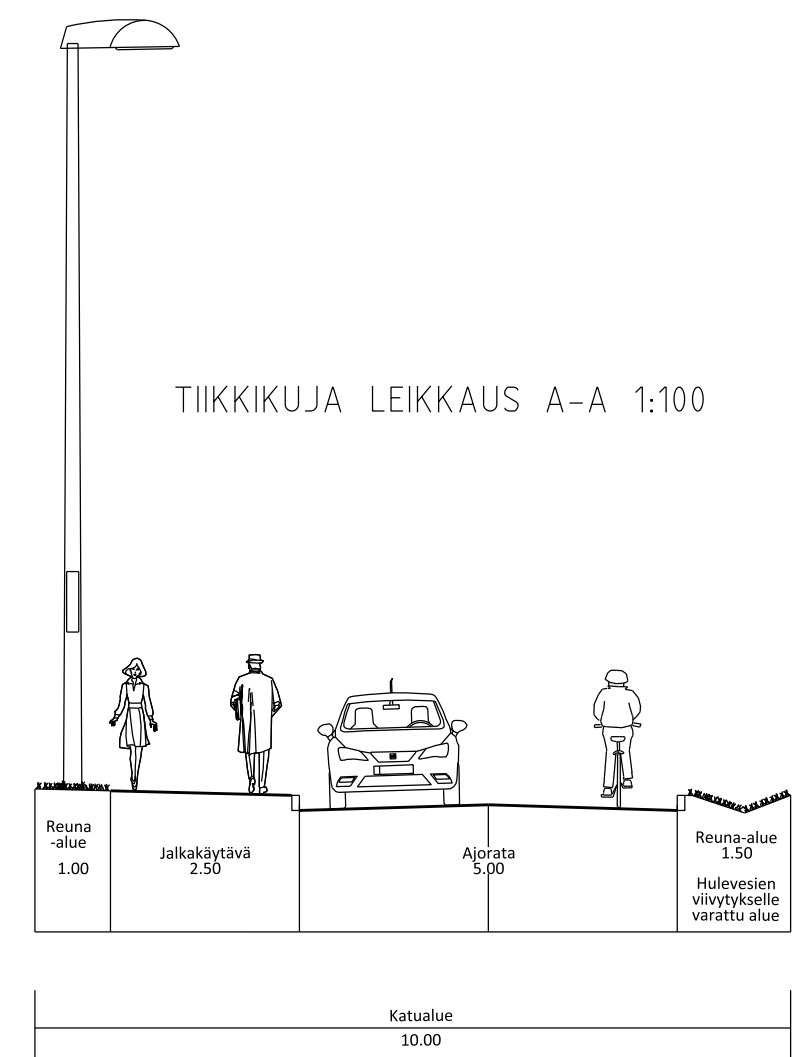 TIIKKIKUJA LEIKKAUS A-A 1:100
Reuna
-alue
1.00
Jalkakäytävä
2.50
Ajorata
5.00
Reuna-alue
1.50
Hulevesien
viivytykselle
varattu alue
Katualue
10.00